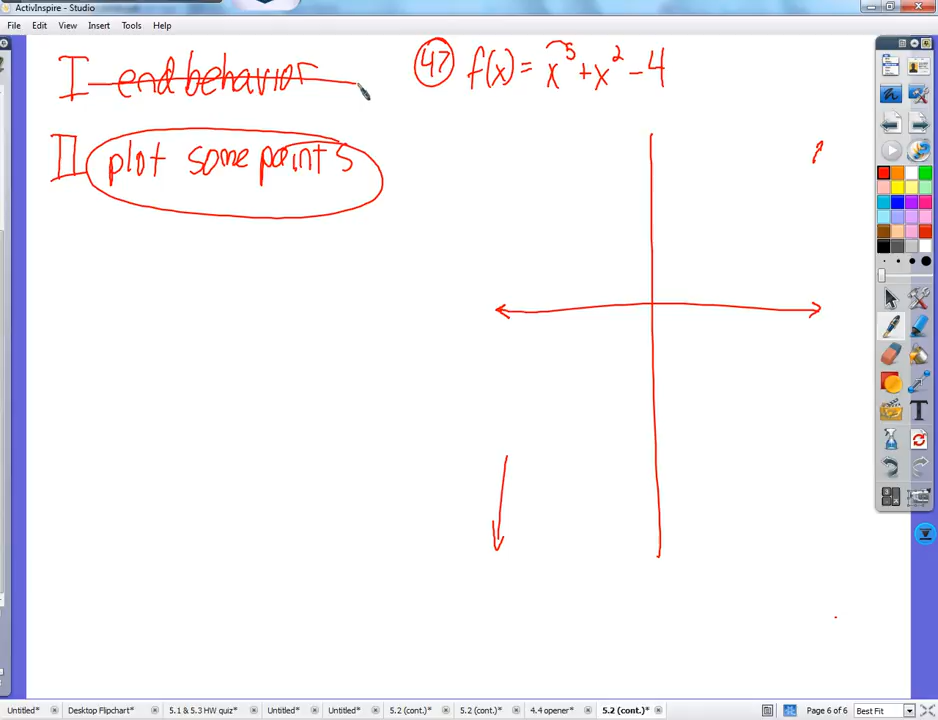 ActivInspire - Studio
File Edit View Insert Tools Help
I end behavior
II plot some points
47 f(x) = x^5 + x^2 - 4
T
Untitled* Desktop Flipchart* 5.1 & 5.3 HW quiz* Untitled* Untitled* 5.2 (cont.)* 5.2 (cont.)* 4.4 opener* 5.2 (cont.)* Page 6 of 6 Best Fit